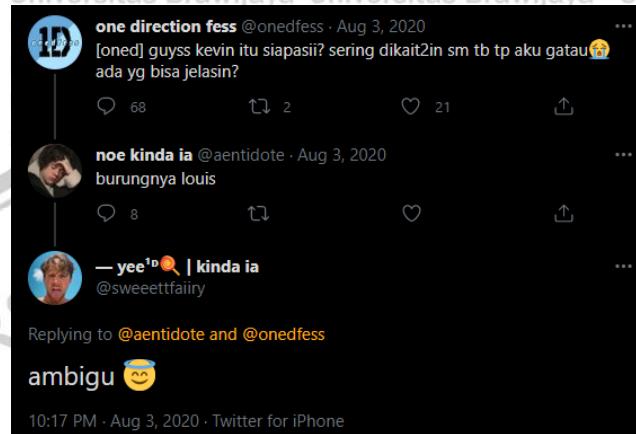 one direction fess @onedfess · Aug 3, 2020
[oned] guyss kevin itu siapasii? sering dikait2in sm tb tp aku gatau😭
ada yg bisa jelasin?
68 2 21
noe kinda ia @aentidote · Aug 3, 2020
burungnya louis
8
— yee¹ᴰ🍭 | kinda ia
@sweeettfaiiry
Replying to @aentidote and @onedfess
ambigu 😇
10:17 PM · Aug 3, 2020 · Twitter for iPhone